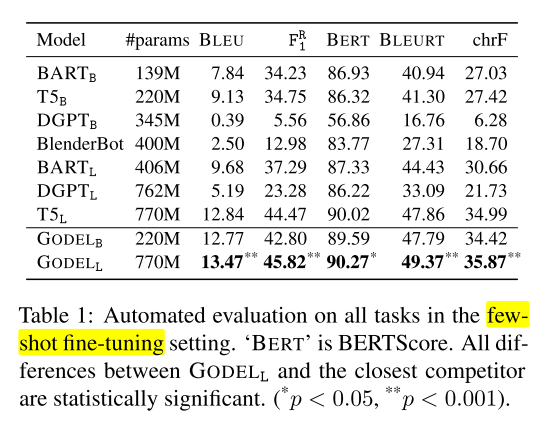 Model #params BLEU F₁ᴿ BERT BLEURT chrF
BART_B 139M 7.84 34.23 86.93 40.94 27.03
T5_B 220M 9.13 34.75 86.32 41.30 27.42
DGPT_B 345M 0.39 5.56 56.86 16.76 6.28
BlenderBot 400M 2.50 12.98 83.77 27.31 18.70
BART_L 406M 9.68 37.29 87.33 44.43 30.66
DGPT_L 762M 5.19 23.28 86.22 33.09 21.73
T5_L 770M 12.84 44.47 90.02 47.86 34.99
GODEL_B 220M 12.77 42.80 89.59 47.79 34.42
GODEL_L 770M 13.47** 45.82** 90.27* 49.37** 35.87**
Table 1: Automated evaluation on all tasks in the few-
shot fine-tuning setting. ‘BERT’ is BERTScore. All dif-
ferences between GODEL_L and the closest competitor
are statistically significant. (*p < 0.05, **p < 0.001).